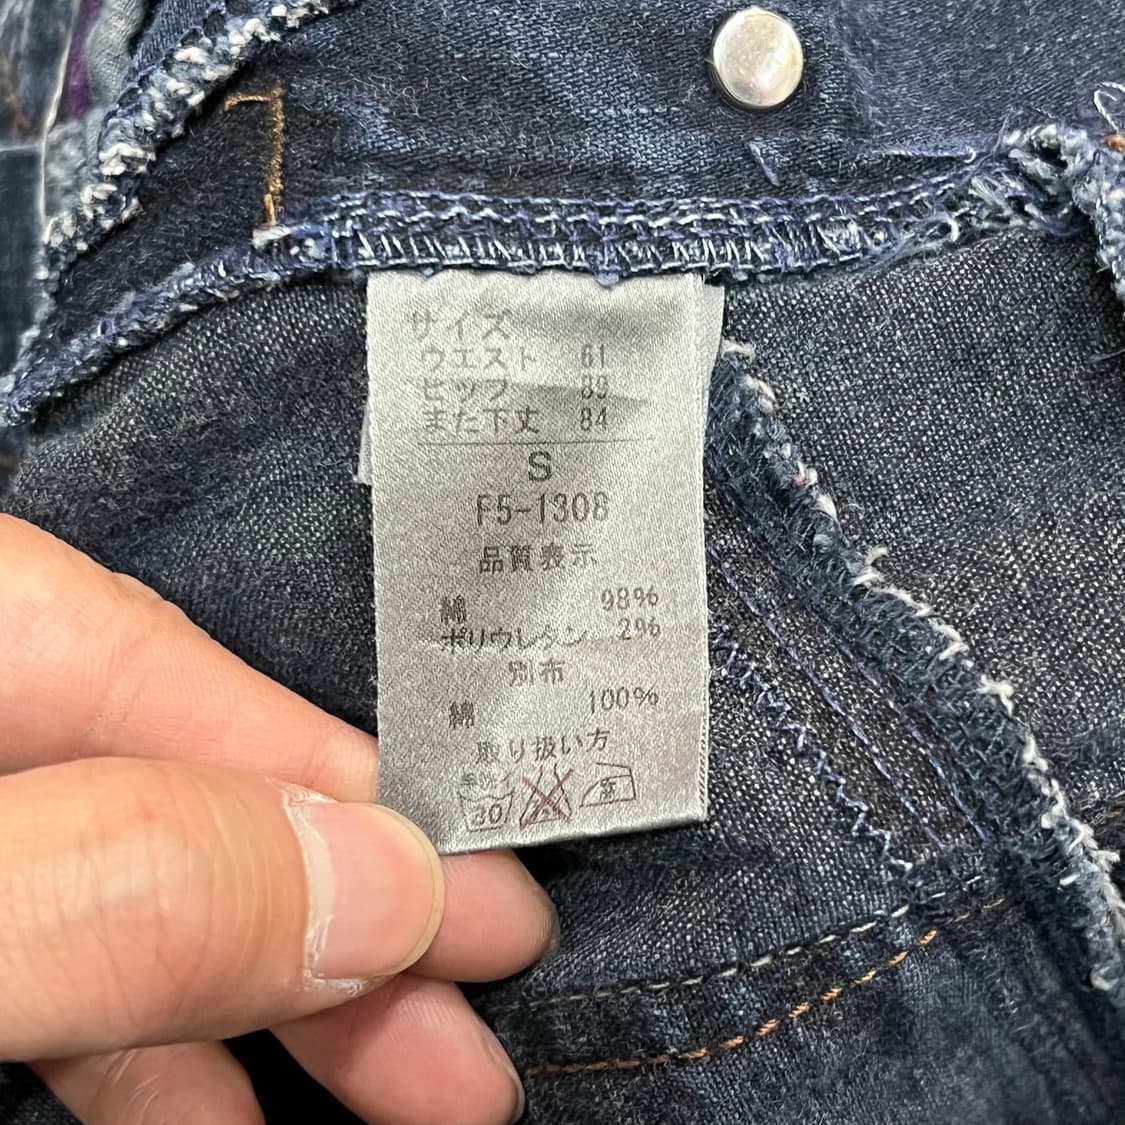 サイズ
ウエスト 61
ヒップ 89
また下丈 84
S
F5-1308
品質表示
綿 98%
ポリウレタン 2%
別布
綿 100%
取り扱い方
30